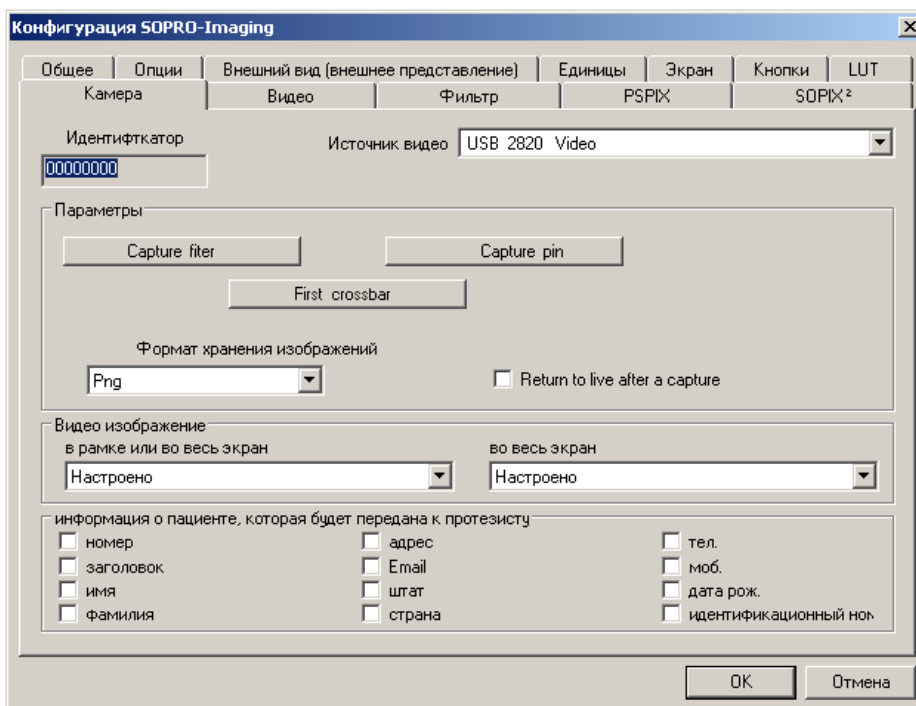 Конфигурация SOPRO-Imaging
Общее Опции Внешний вид (внешнее представление) Единицы Экран Кнопки LUT
Камера Видео Фильтр PSPIX SOPIX²
Идентифткатор
Источник видео USB 2820 Video
00000000
Параметры
Capture fiter Capture pin
First crossbar
Формат хранения изображений
Png Return to live after a capture
Видео изображение
в рамке или во весь экран во весь экран
Настроено Настроено
информация о пациенте, которая будет передана к протезисту
номер адрес тел.
заголовок Email моб.
имя штат дата рож.
фамилия страна идентификационный ном
OK Отмена